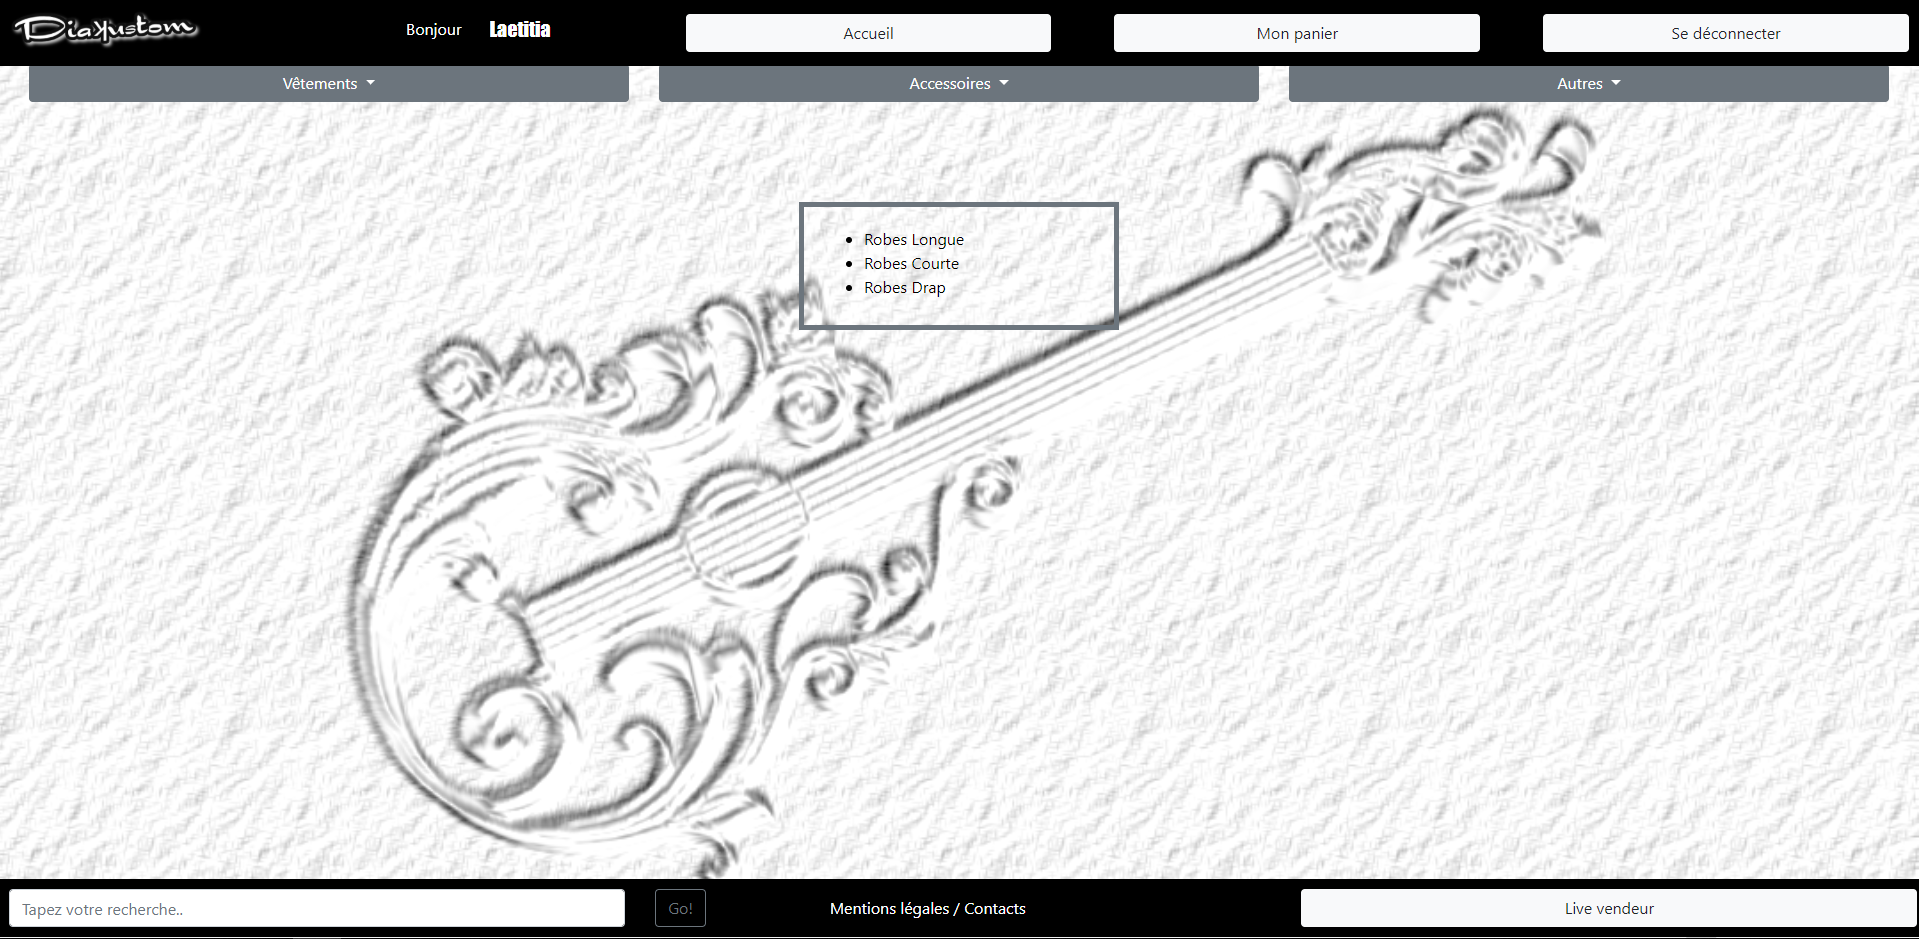 Diakkustom
Bonjour Laetitia Accueil Mon panier Se déconnecter
Vêtements Accessoires Autres
Robes Longue
Robes Courte
Robes Drap
Tapez votre recherche.. Go! Mentions légales / Contacts Live vendeur